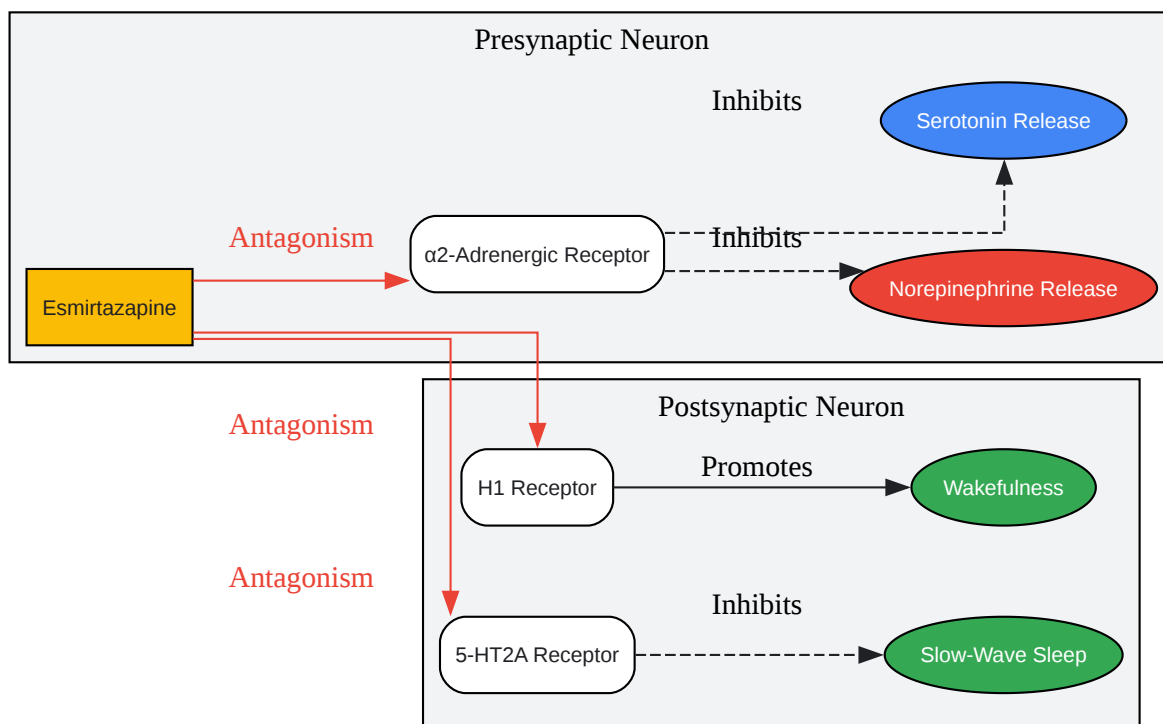 Presynaptic Neuron
Inhibits
Serotonin Release
Antagonism
α2-Adrenergic Receptor
Inhibits
Norepinephrine Release
Esmirtazapine
Postsynaptic Neuron
Antagonism
H1 Receptor
Promotes
Wakefulness
Antagonism
Inhibits
5-HT2A Receptor
Slow-Wave Sleep